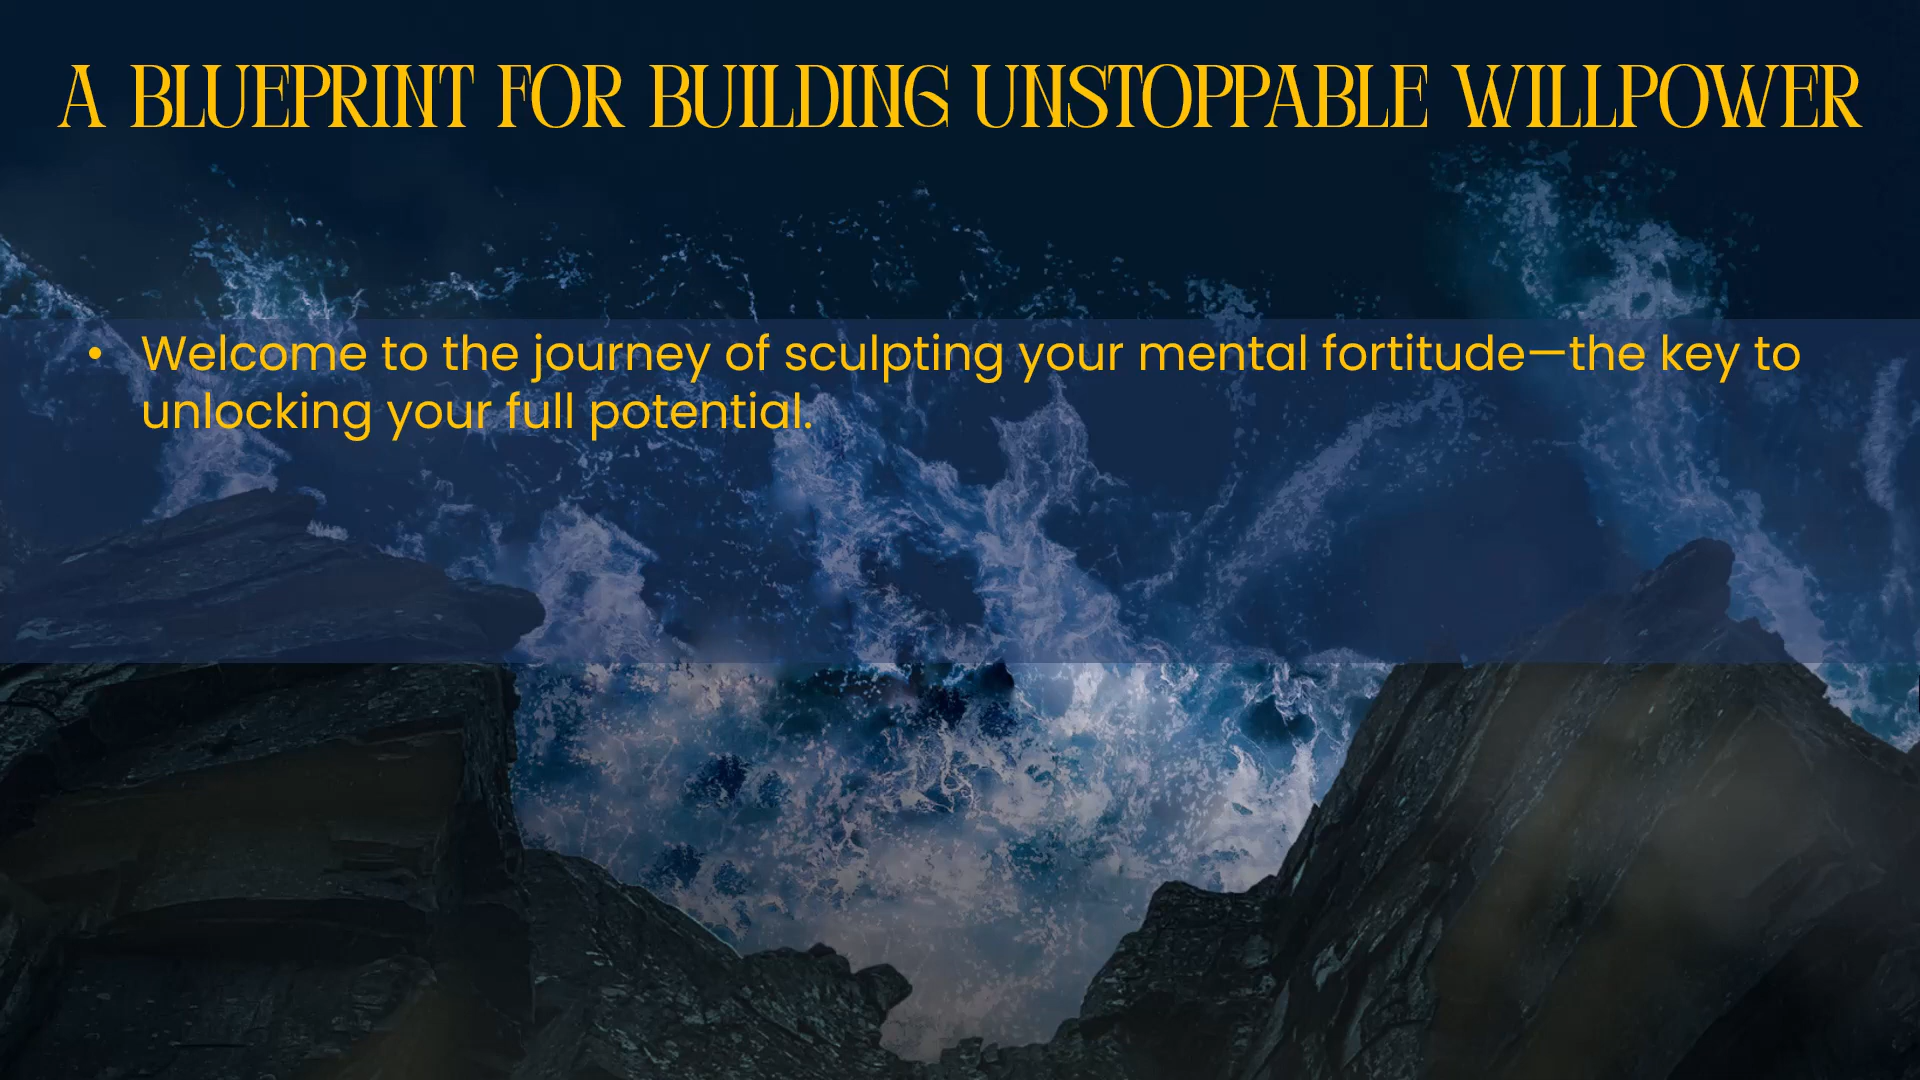 A BLUEPRINT FOR BUILDING UNSTOPPABLE WILLPOWER
• Welcome to the journey of sculpting your mental fortitude—the key to
unlocking your full potential.